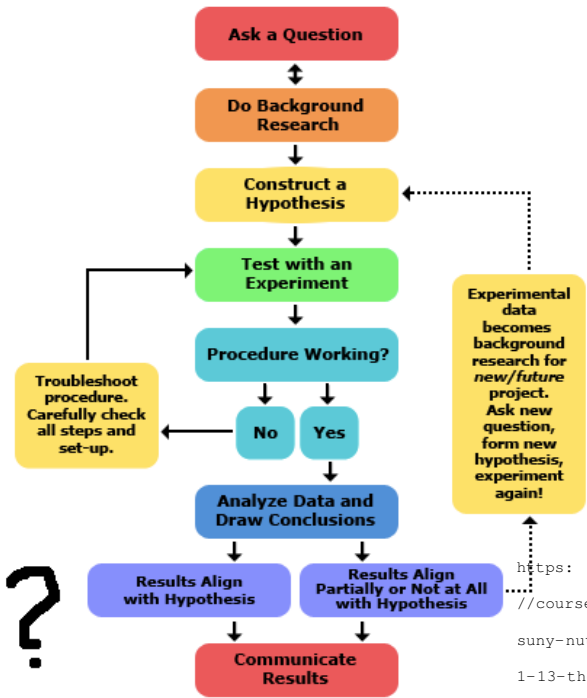 Ask a Question
Do Background
Research
Construct a
Hypothesis
Test with an
Experiment
Procedure Working?
No
Yes
Troubleshoot
procedure.
Carefully check
all steps and
set-up.
Experimental
data
becomes
background
research for
new/future
project.
Ask new
question,
form new
hypothesis,
experiment
again!
Analyze Data and
Draw Conclusions
Results Align
with Hypothesis
Results Align
Partially or Not at All
with Hypothesis
Communicate
Results
?
https:
//course
suny-nu
1-13-th